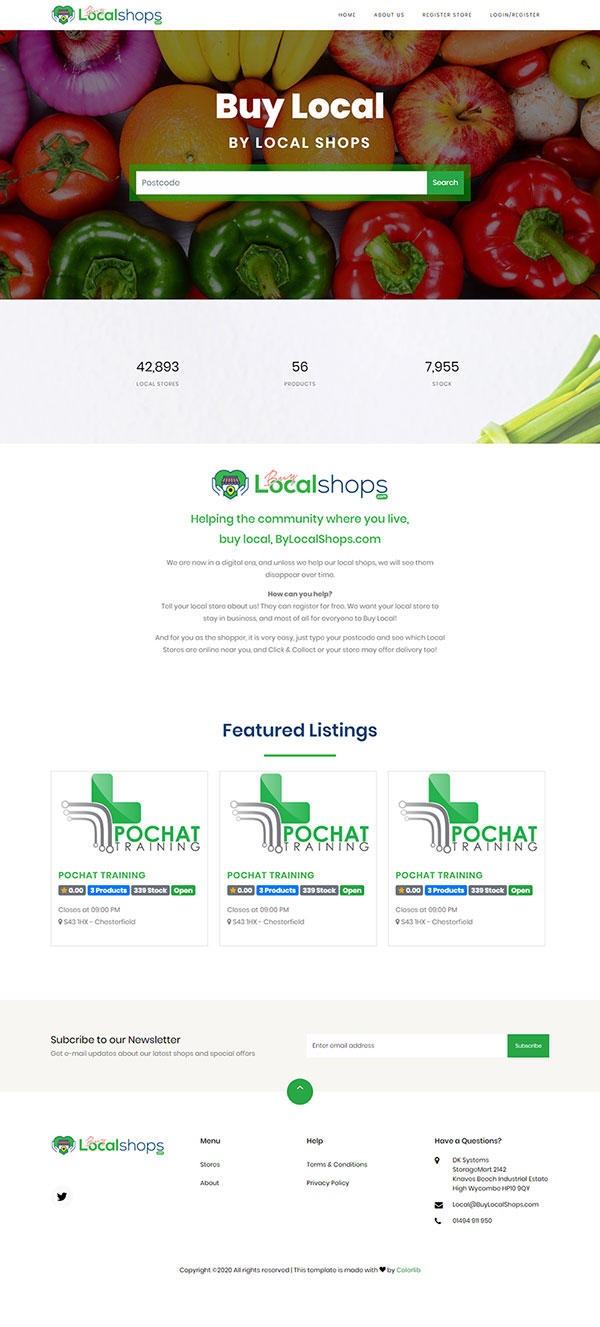 Buy Localshops .com
HOME ABOUT US REGISTER STORE LOGIN/REGISTER
Buy Local
BY LOCAL SHOPS
Postcode Search
42,893 56 7,955
LOCAL STORES PRODUCTS STOCK
Buy Localshops .com
Helping the community where you live,
buy local, ByLocalShops.com
We are now in a digital era, and unless we help our local shops, we will see them
disappear over time.
How can you help?
Tell your local store about us! They can register for free. We want your local store to
stay in business, and most of all for everyone to Buy Local!
And for you as the shopper, it is very easy, just type your postcode and see which Local
Stores are online near you, and Click & Collect or your store may offer delivery too!
Featured Listings
POCHAT
TRAINING
POCHAT TRAINING
0.00 3 Products 339 Stock Open
Closes at 09:00 PM
S43 1HX - Chesterfield
POCHAT
TRAINING
POCHAT TRAINING
0.00 3 Products 339 Stock Open
Closes at 09:00 PM
S43 1HX - Chesterfield
POCHAT
TRAINING
POCHAT TRAINING
0.00 3 Products 339 Stock Open
Closes at 09:00 PM
S43 1HX - Chesterfield
Subcribe to our Newsletter
Get e-mail updates about our latest shops and special offers
Enter email address Subscribe
Buy Localshops .com
Menu
Stores
About
Help
Terms & Conditions
Privacy Policy
Have a Questions?
DK Systems
StorageMart 2142
Knaves Beech Industrial Estate
High Wycombe HP10 9QY
Local@BuyLocalShops.com
01494 911 950
Copyright ©2020 All rights reserved | This template is made with ❤ by Colorlib